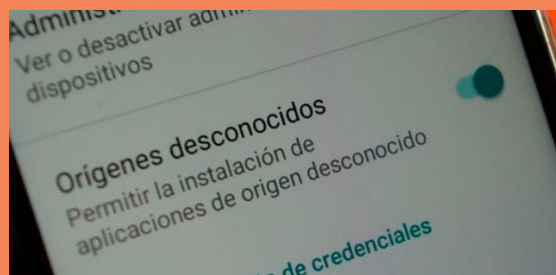 Ver o desactivar
dispositivos
Orígenes desconocidos
Permitir la instalación de
aplicaciones de origen desconocido
de credenciales